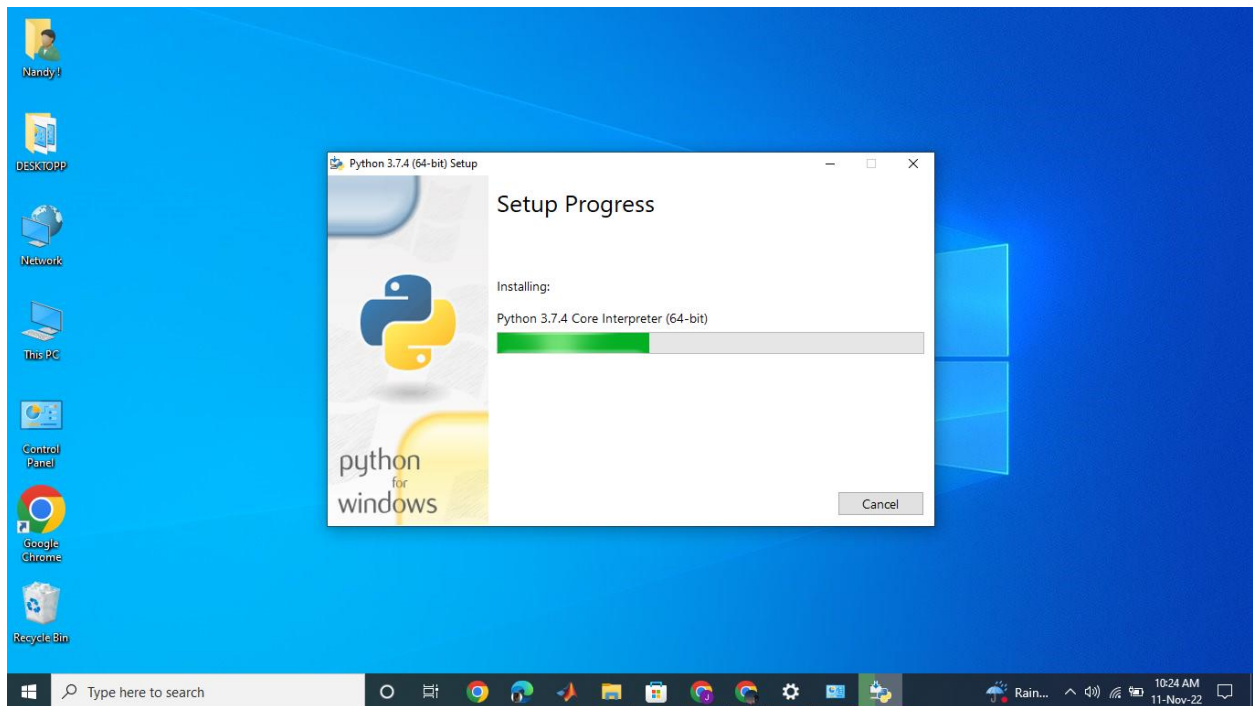 Nandy !
DESKTOPP
Network
This PC
Control
Panel
Google
Chrome
Recycle Bin
Python 3.7.4 (64-bit) Setup
Setup Progress
Installing:
Python 3.7.4 Core Interpreter (64-bit)
python
for
windows
Cancel
Type here to search
Rain...
10:24 AM
11-Nov-22